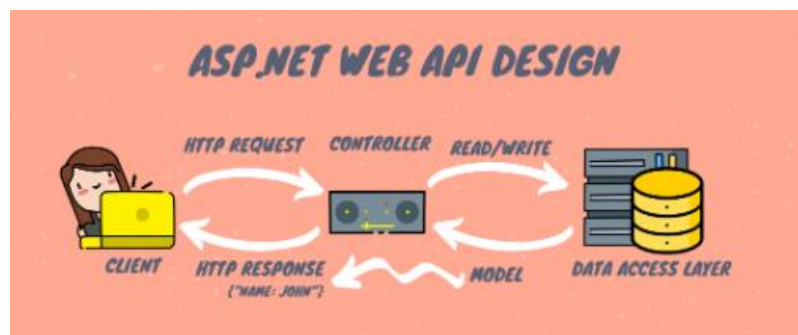 ASP.NET WEB API DESIGN
HTTP REQUEST
CONTROLLER
READ/WRITE
CLIENT
HTTP RESPONSE
{"NAME: JOHN"}
MODEL
DATA ACCESS LAYER